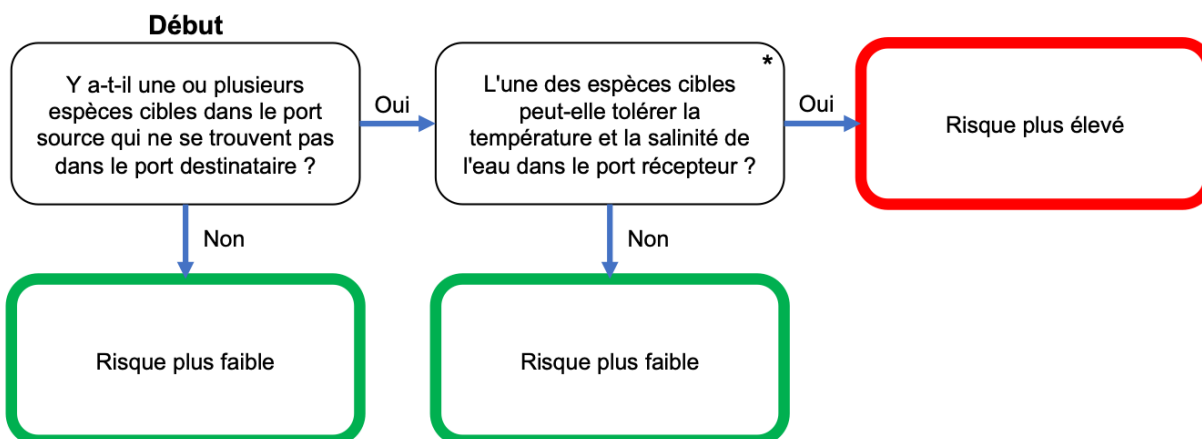 Début
Y a-t-il une ou plusieurs
espèces cibles dans le port
source qui ne se trouvent pas
dans le port destinataire ?
Oui
*
L'une des espèces cibles
peut-elle tolérer la
température et la salinité de
l'eau dans le port récepteur ?
Oui
Risque plus élevé
Non
Non
Risque plus faible
Risque plus faible